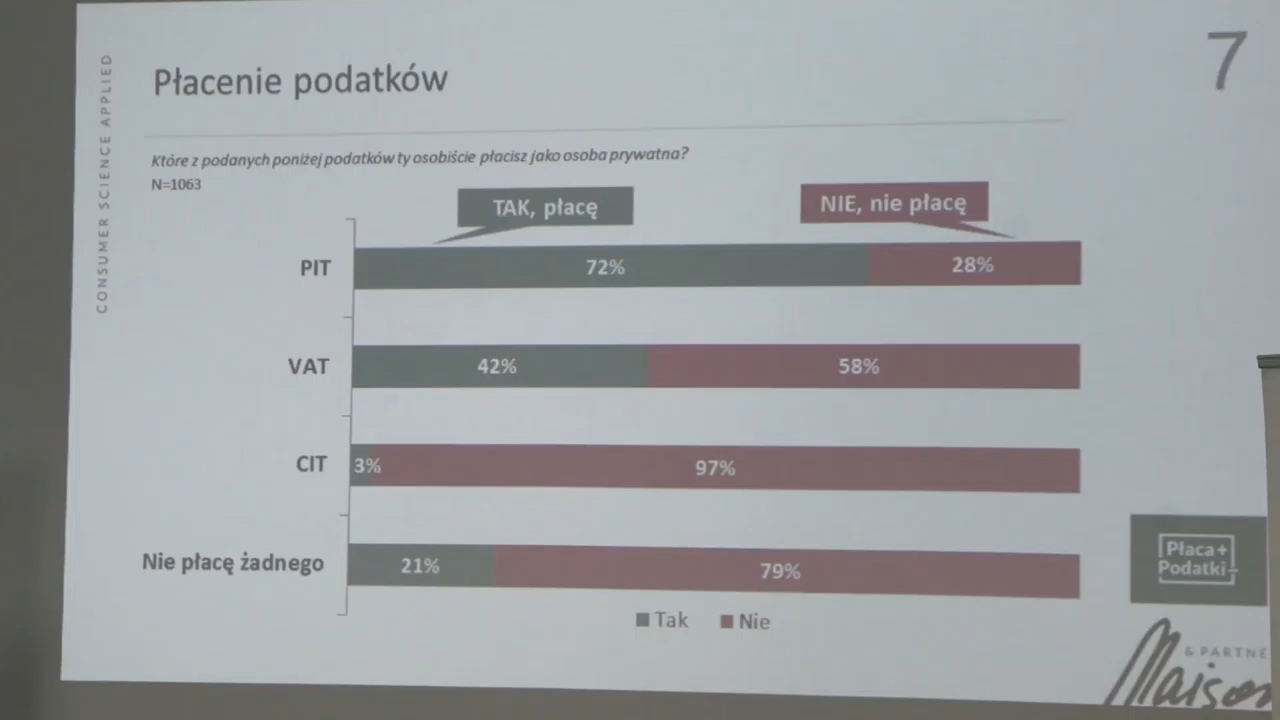 7
CONSUMER SCIENCE APPLIED
Płacenie podatków
Które z podanych poniżej podatków ty osobiście płacisz jako osoba prywatna?
N=1063
TAK, płacę
NIE, nie płacę
PIT
72%
28%
VAT
42%
58%
CIT
3%
97%
Nie płacę żadnego
21%
79%
Tak
Nie
Płaca+
Podatki-
& PARTNE
Maison